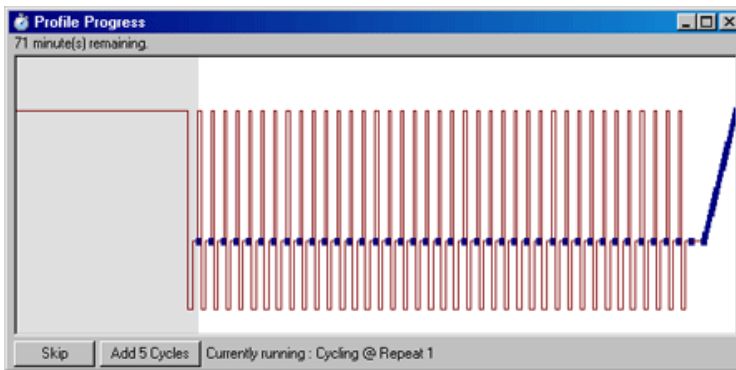 Profile Progress
71 minute(s) remaining.
Skip
Add 5 Cycles
Currently running : Cycling @ Repeat 1